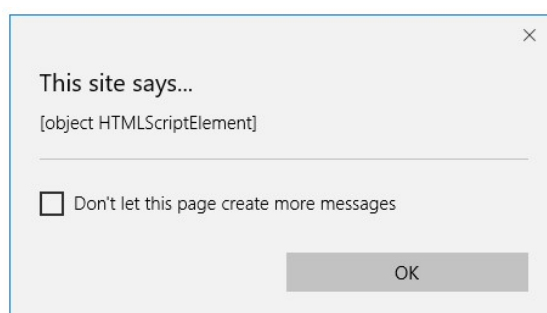 This site says...
[object HTMLScriptElement]
Don't let this page create more messages
OK